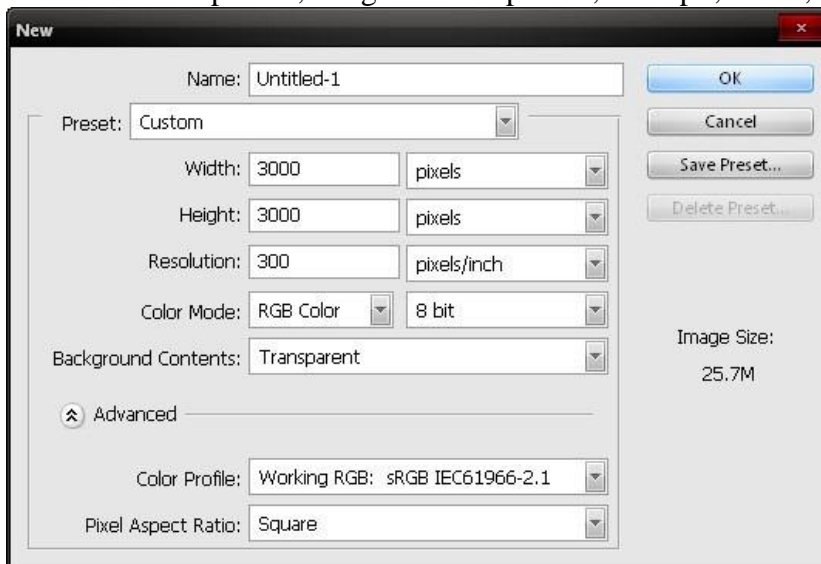 New
Name: Untitled-1
OK
Preset: Custom
Cancel
Width: 3000 pixels
Save Preset...
Height: 3000 pixels
Delete Preset...
Resolution: 300 pixels/inch
Color Mode: RGB Color 8 bit
Image Size:
Background Contents: Transparent
25.7M
Advanced
Color Profile: Working RGB: sRGB IEC61966-2.1
Pixel Aspect Ratio: Square